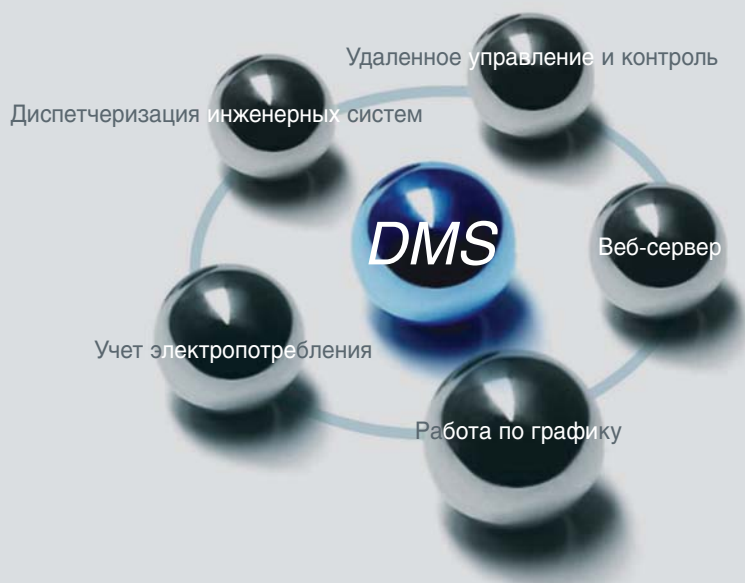 Удаленное управление и контроль
Диспетчеризация инженерных систем
DMS
Веб-сервер
Учет электропотребления
Работа по графику